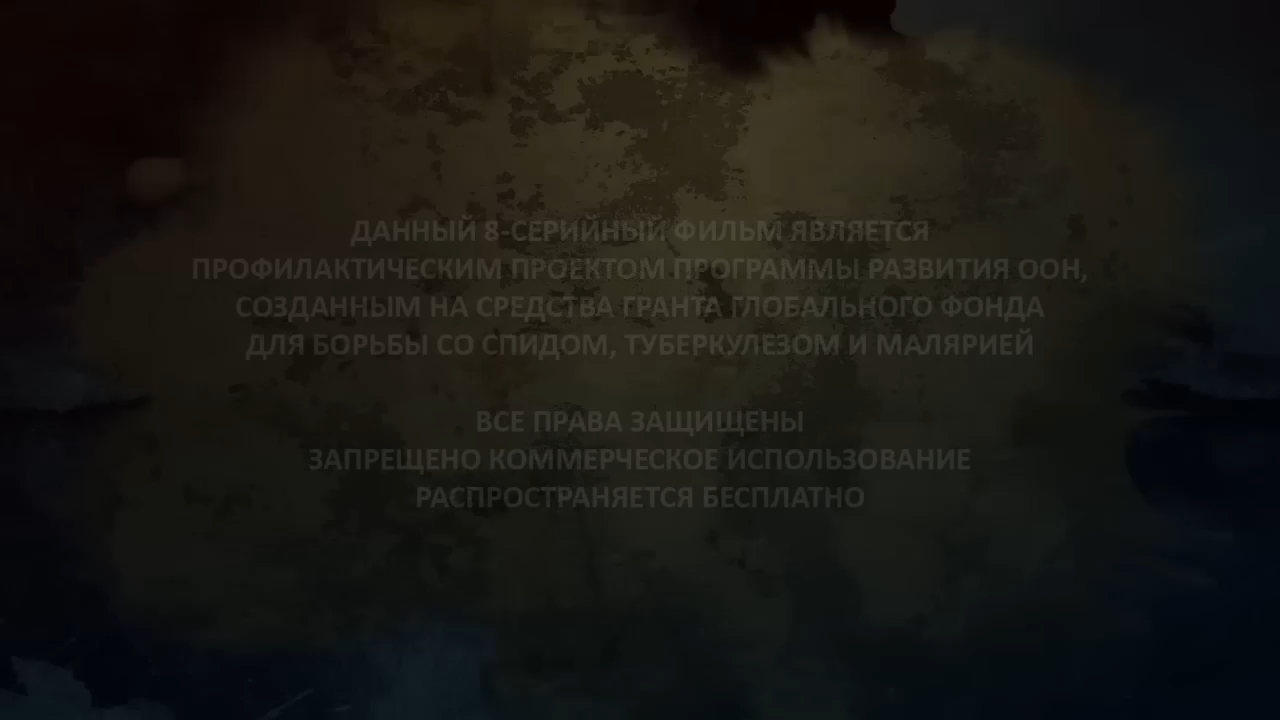 ДАННЫЙ 8-СЕРИЙНЫЙ ФИЛЬМ ЯВЛЯЕТСЯ
ПРОФИЛАКТИЧЕСКИМ ПРОЕКТОМ ПРОГРАММЫ РАЗВИТИЯ ООН,
СОЗДАННЫМ НА СРЕДСТВА ГРАНТА ГЛОБАЛЬНОГО ФОНДА
ДЛЯ БОРЬБЫ СО СПИДОМ, ТУБЕРКУЛЕЗОМ И МАЛЯРИЕЙ
ВСЕ ПРАВА ЗАЩИЩЕНЫ
ЗАПРЕЩЕНО КОММЕРЧЕСКОЕ ИСПОЛЬЗОВАНИЕ
РАСПРОСТРАНЯЕТСЯ БЕСПЛАТНО